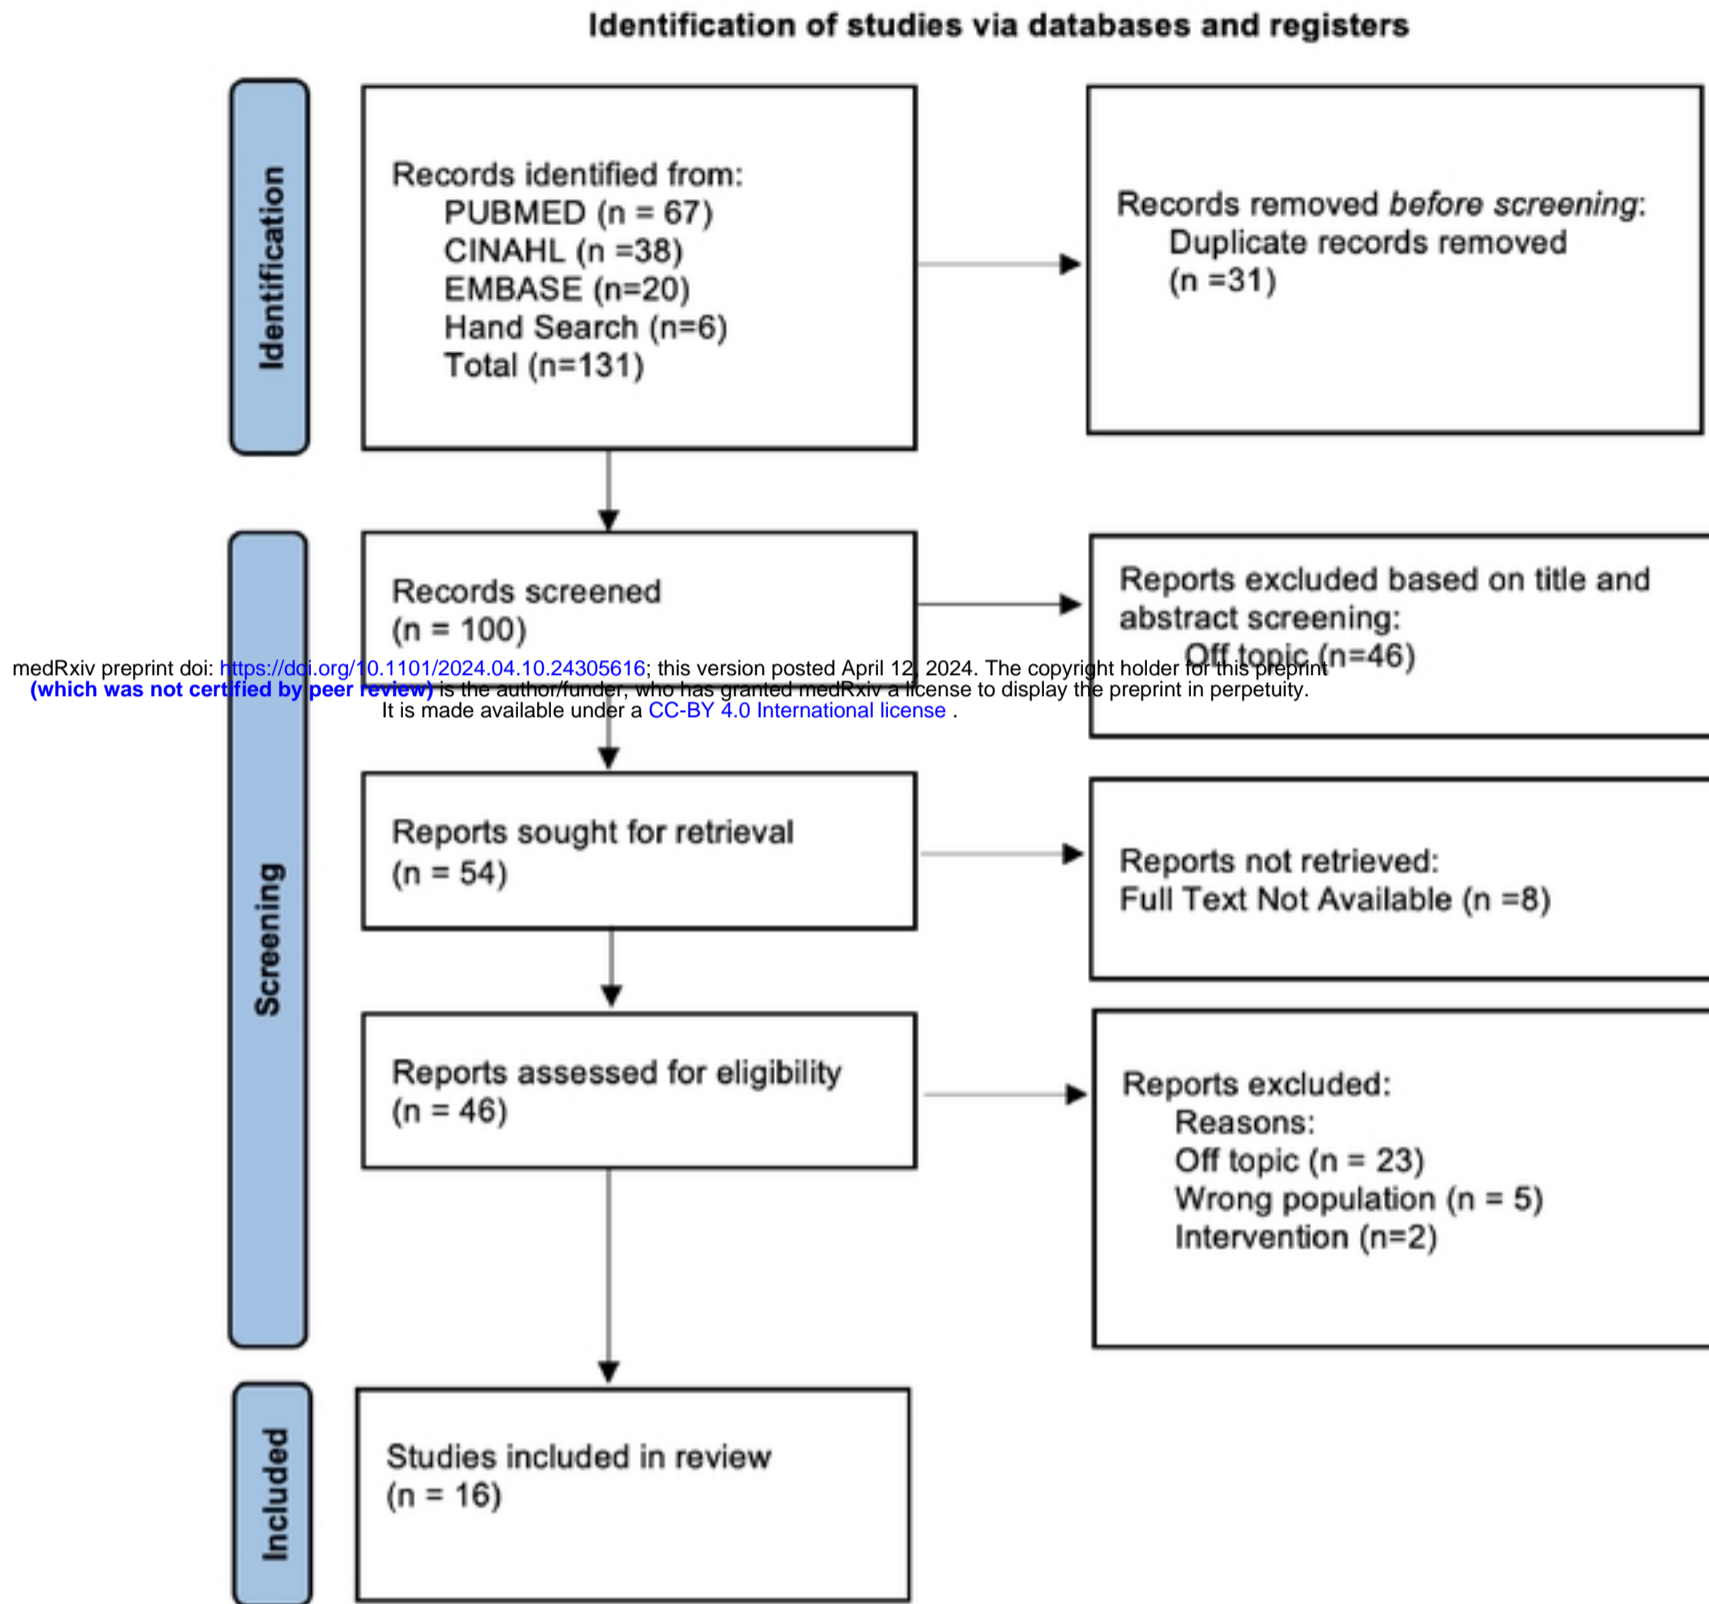 Identification of studies via databases and registers
Identification
Records identified from:
PUBMED (n = 67)
CINAHL (n =38)
EMBASE (n=20)
Hand Search (n=6)
Total (n=131)
Records removed before screening:
Duplicate records removed
(n =31)
Screening
Records screened
(n = 100)
Reports excluded based on title and
abstract screening:
Off topic (n=46)
medRxiv preprint doi: https://doi.org/10.1101/2024.04.10.24305616; this version posted April 12, 2024. The copyright holder for this preprint
(which was not certified by peer review) is the author/funder, who has granted medRxiv a license to display the preprint in perpetuity.
It is made available under a CC-BY 4.0 International license .
Reports sought for retrieval
(n = 54)
Reports not retrieved:
Full Text Not Available (n =8)
Reports assessed for eligibility
(n = 46)
Reports excluded:
Reasons:
Off topic (n = 23)
Wrong population (n = 5)
Intervention (n=2)
Included
Studies included in review
(n = 16)